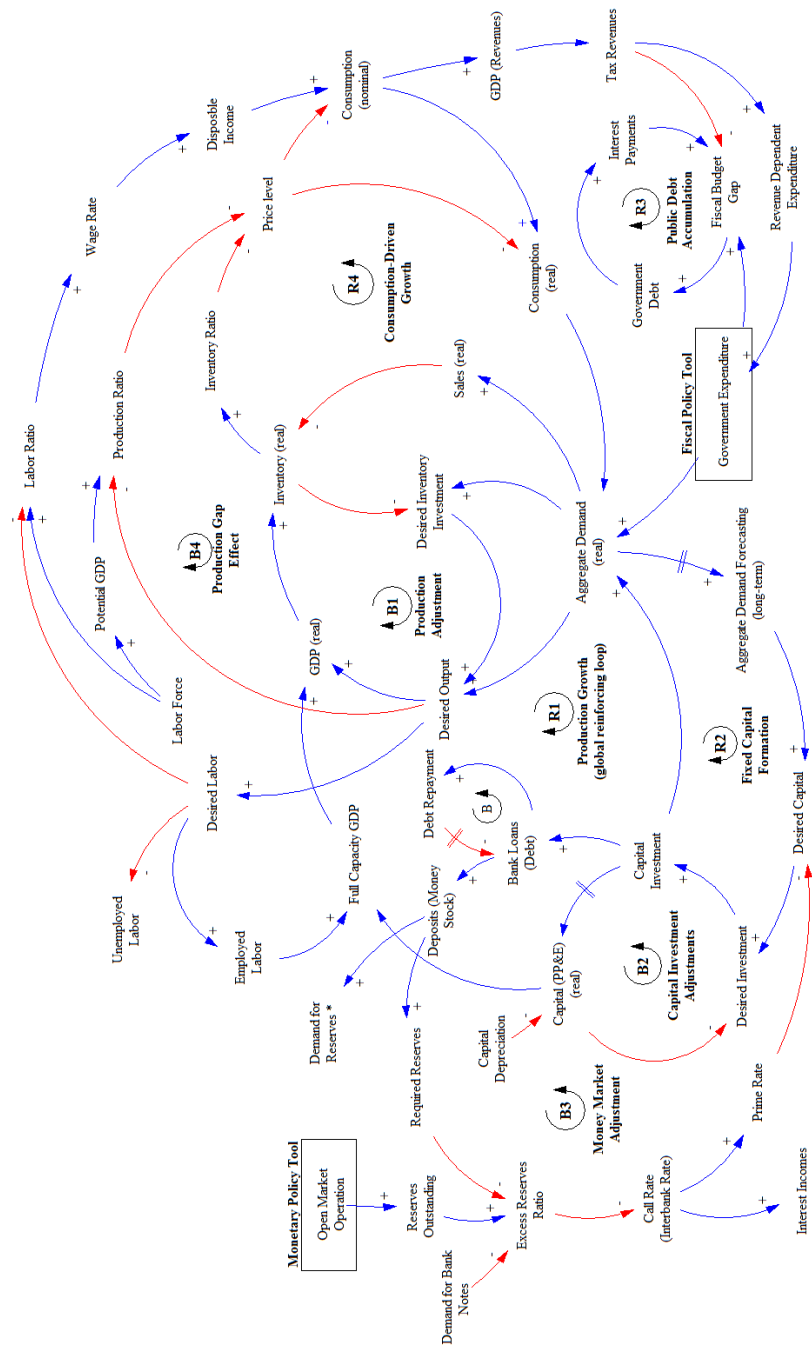 Labor Ratio
Wage Rate
Disposble
Income
Labor Force
Potential GDP
Production Ratio
Price level
Consumption
(nominal)
Unemployed
Labor
Desired Labor
B4
Production Gap
Effect
Inventory Ratio
R4
Consumption-Driven
Growth
GDP (Revenues)
Employed
Labor
Full Capacity GDP
GDP (real)
Inventory (real)
Sales (real)
Consumption
(real)
Tax Revenues
Demand for
Reserves *
Deposits (Money
Stock)
Debt Repayment
Desired Output
B1
Production
Adjustment
Desired Inventory
Investment
Interest
Payments
R3
Public Debt
Accumulation
Government
Debt
Fiscal Budget
Gap
Revenue Dependent
Expenditure
Monetary Policy Tool
Open Market
Operation
Required Reserves
Reserves
Outstanding
Bank Loans
(Debt)
B
R1
Production Growth
(global reinforcing loop)
Aggregate Demand
(real)
Fiscal Policy Tool
Government Expenditure
Demand for Bank
Notes
Excess Reserves
Ratio
Capital
Depreciation
Capital (PP&E)
(real)
Capital
Investment
B3
Money Market
Adjustment
B2
Capital Investment
Adjustments
R2
Fixed Capital
Formation
Aggregate Demand Forecasting
(long-term)
Call Rate
(Interbank Rate)
Prime Rate
Desired Investment
Desired Capital
Interest Incomes